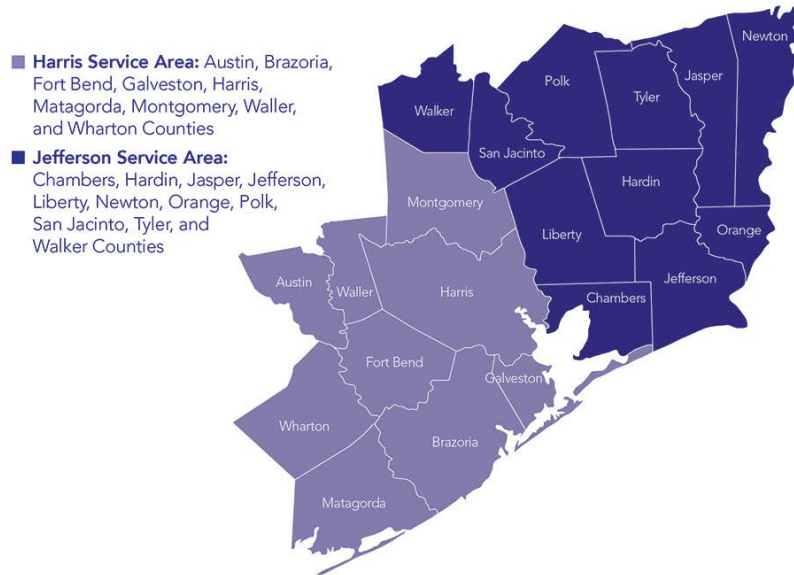 Harris Service Area: Austin, Brazoria,
Fort Bend, Galveston, Harris,
Matagorda, Montgomery, Waller,
and Wharton Counties
Jefferson Service Area:
Chambers, Hardin, Jasper, Jefferson,
Liberty, Newton, Orange, Polk,
San Jacinto, Tyler, and
Walker Counties
Newton
Polk
Jasper
Tyler
Walker
San Jacinto
Hardin
Montgomery
Orange
Liberty
Jefferson
Austin
Waller
Harris
Chambers
Fort Bend
Galveston
Wharton
Brazoria
Matagorda